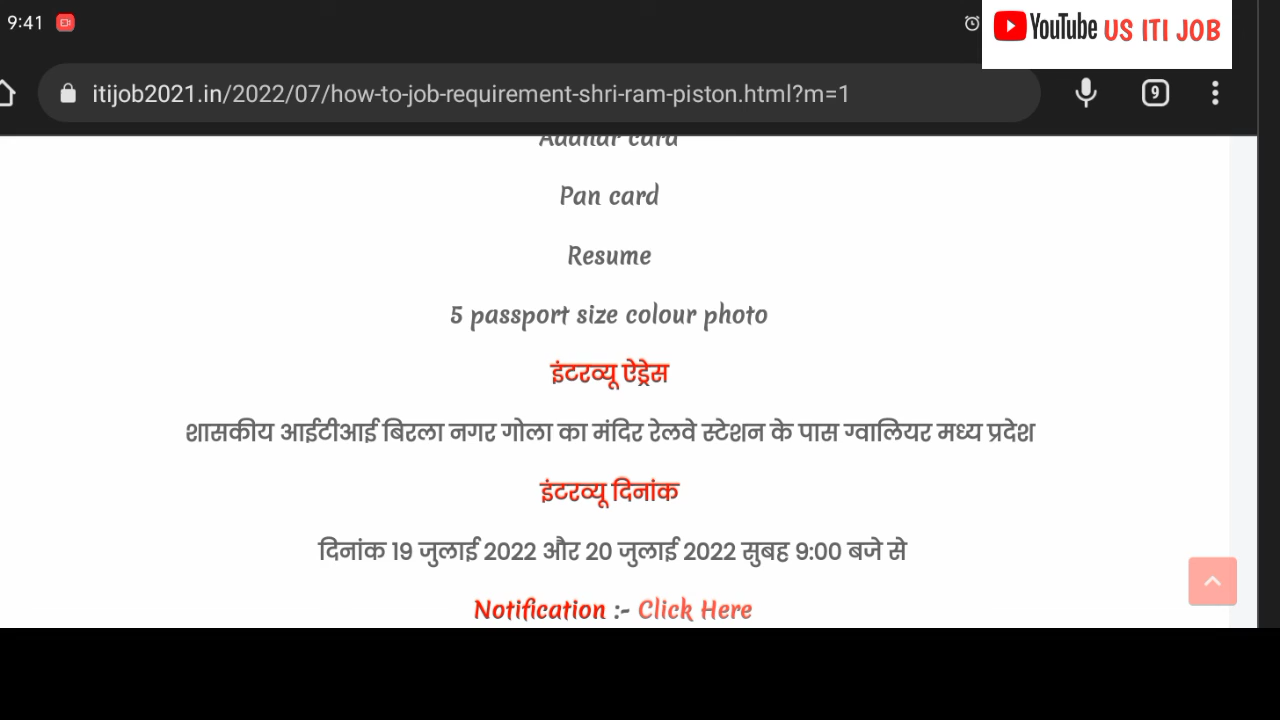 9:41
YouTube US ITI JOB
itijob2021.in/2022/07/how-to-job-requirement-shri-ram-piston.html?m=1
9
Aadhar card
Pan card
Resume
5 passport size colour photo
इंटरव्यू ऐड्रेस
शासकीय आईटीआई बिरला नगर गोला का मंदिर रेलवे स्टेशन के पास ग्वालियर मध्य प्रदेश
इंटरव्यू दिनांक
दिनांक 19 जुलाई 2022 और 20 जुलाई 2022 सुबह 9:00 बजे से
Notification :- Click Here